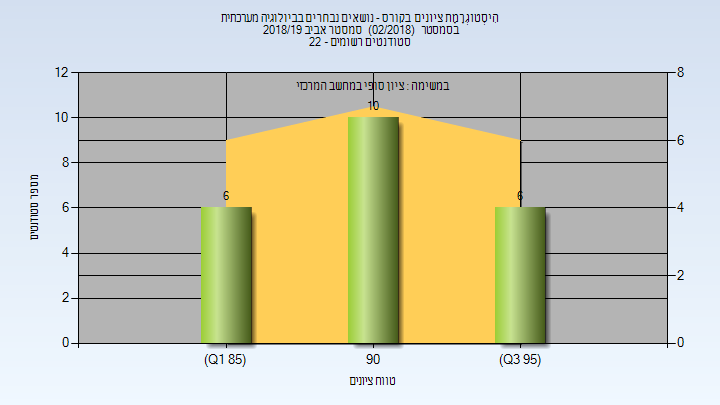 הִיסְטוֹגְרָמַת ציונים בקורס - נושאים נבחרים בביולוגיה מערכתית
בסמסטר (02/2018) סמסטר אביב 2018/19
סטודנטים רשומים - 22
במשימה : ציון סופי במחשב המרכזי
12
10
8
6
4
2
0
8
6
4
2
0
6
10
6
מספר סטודנטים
(Q1 85)
90
(Q3 95)
טווח ציונים